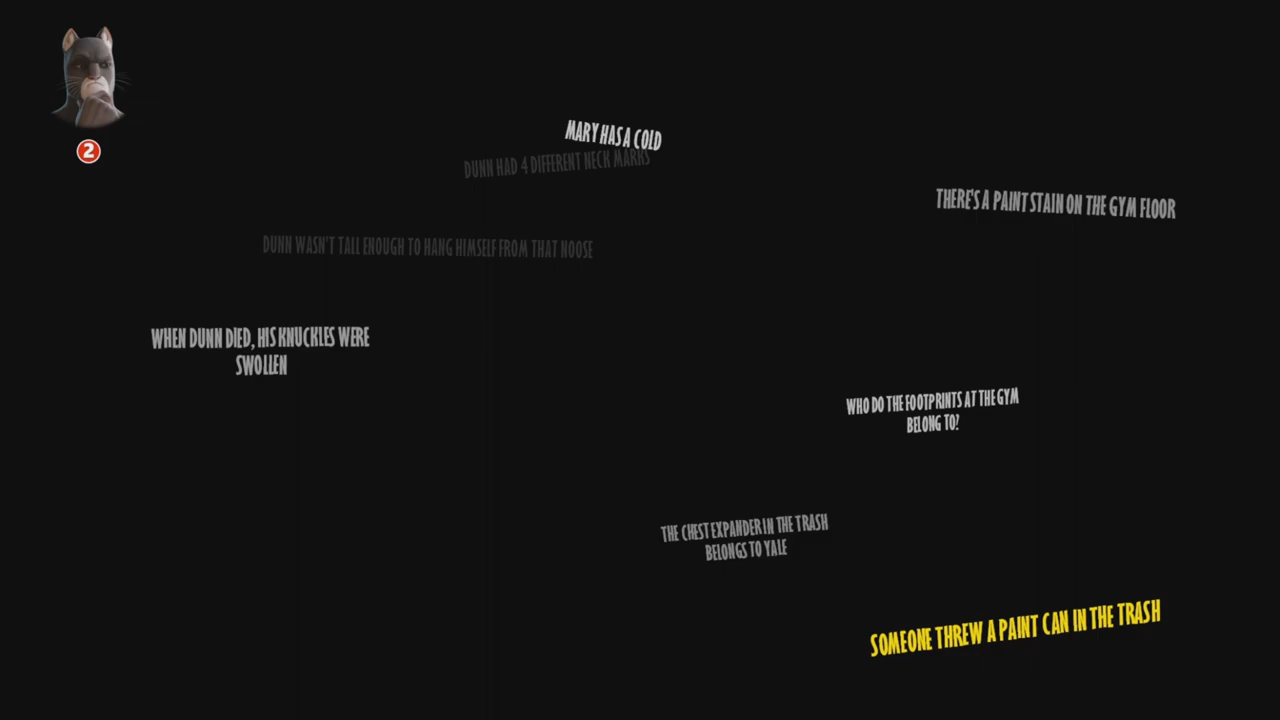 2
MARY HAS A COLD
DUNN HAD 4 DIFFERENT NECK MARKS
THERE'S A PAINT STAIN ON THE GYM FLOOR
DUNN WASN'T TALL ENOUGH TO HANG HIMSELF FROM THAT NOOSE
WHEN DUNN DIED, HIS KNUCKLES WERE
SWOLLEN
WHO DO THE FOOTPRINTS AT THE GYM
BELONG TO?
THE CHEST EXPANDER IN THE TRASH
BELONGS TO YALE
SOMEONE THREW A PAINT CAN IN THE TRASH